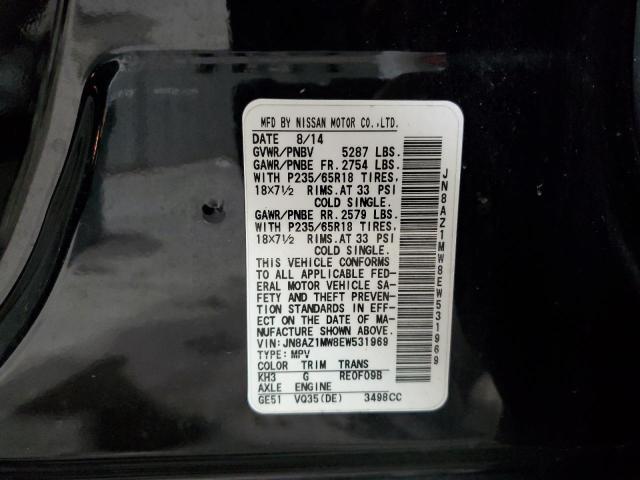 MFD BY NISSAN MOTOR CO.,LTD.
DATE 8/14
GVWR/PNBV 5287 LBS.
GAWR/PNBE FR. 2754 LBS.
WITH P235/65R18 TIRES,
18X7½ RIMS. AT 33 PSI
COLD SINGLE.
GAWR/PNBE RR. 2579 LBS.
WITH P235/65R18 TIRES,
18X7½ RIMS. AT 33 PSI
COLD SINGLE.
THIS VEHICLE CONFORMS
TO ALL APPLICABLE FED-
ERAL MOTOR VEHICLE SA-
FETY AND THEFT PREVEN-
TION STANDARDS IN EFF-
ECT ON THE DATE OF MA-
NUFACTURE SHOWN ABOVE.
VIN: JN8AZ1MW8EW531969
TYPE: MPV
COLOR TRIM TRANS
KH3 G RE0F09B
AXLE ENGINE
GE51 VQ35(DE) 3498CC
JN8AZ1MW8EW531969